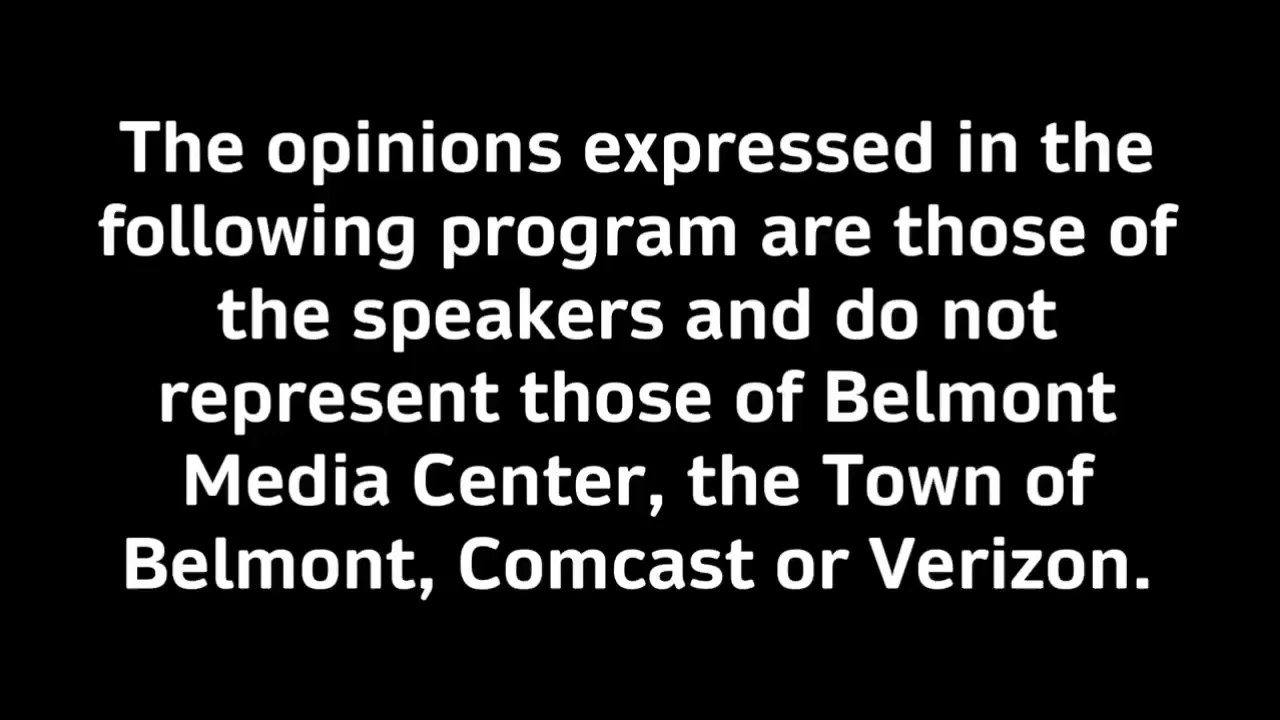 The opinions expressed in the
following program are those of
the speakers and do not
represent those of Belmont
Media Center, the Town of
Belmont, Comcast or Verizon.